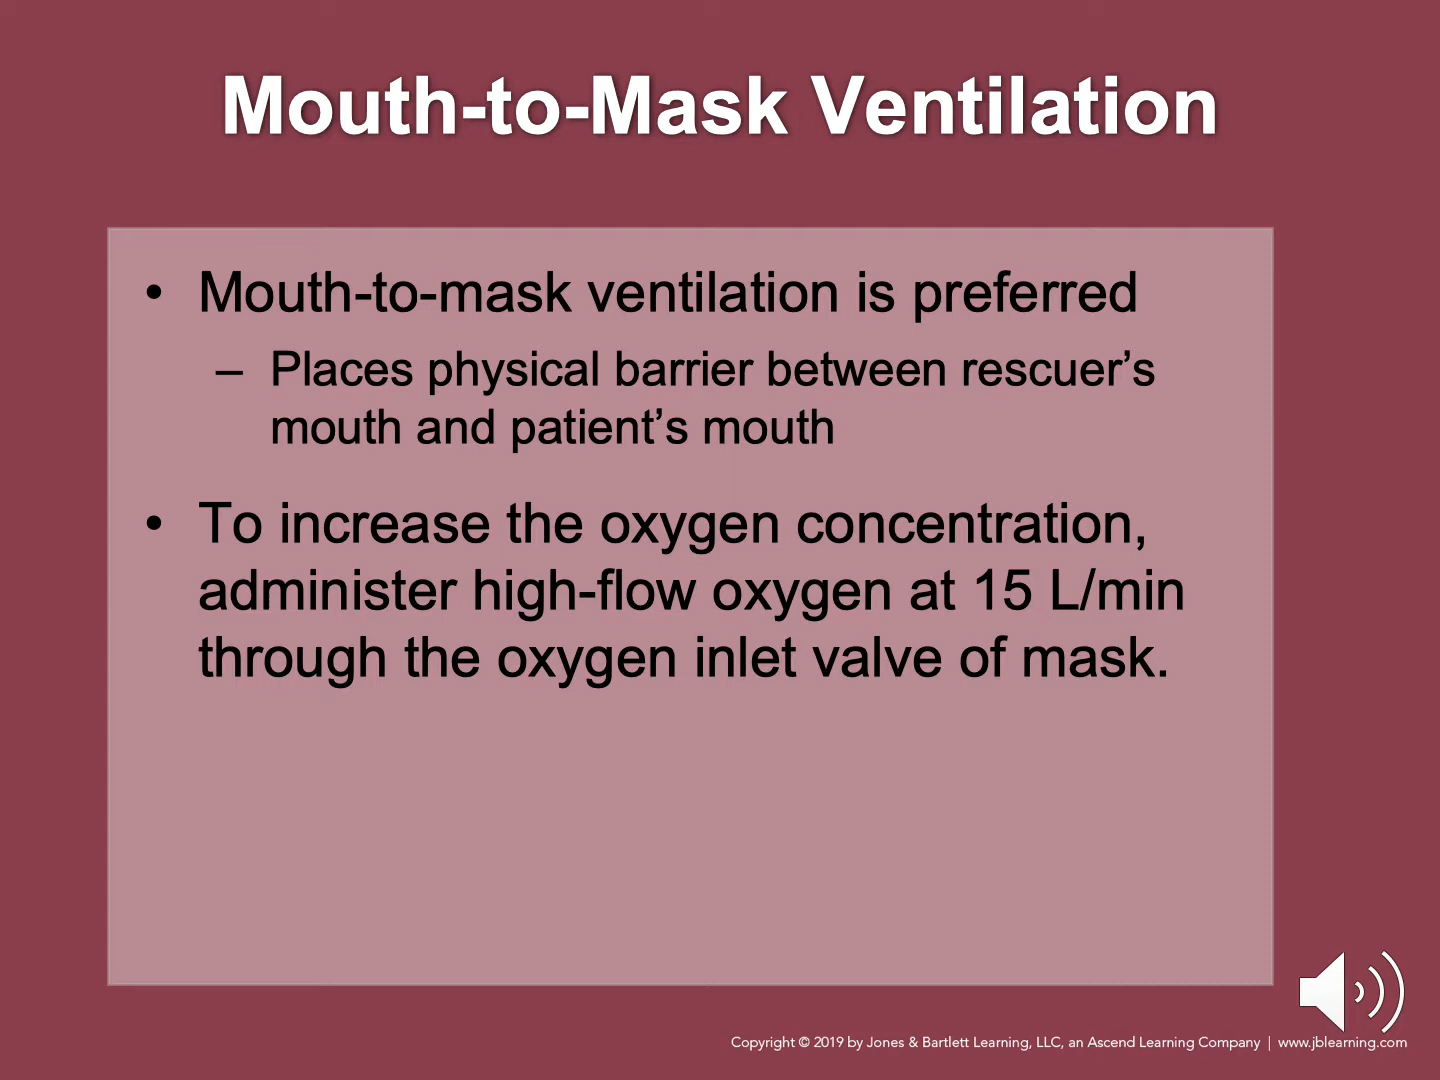 Mouth-to-Mask Ventilation
• Mouth-to-mask ventilation is preferred
– Places physical barrier between rescuer’s
mouth and patient’s mouth
• To increase the oxygen concentration,
administer high-flow oxygen at 15 L/min
through the oxygen inlet valve of mask.
Copyright © 2019 by Jones & Bartlett Learning, LLC, an Ascend Learning Company | www.jblearning.com